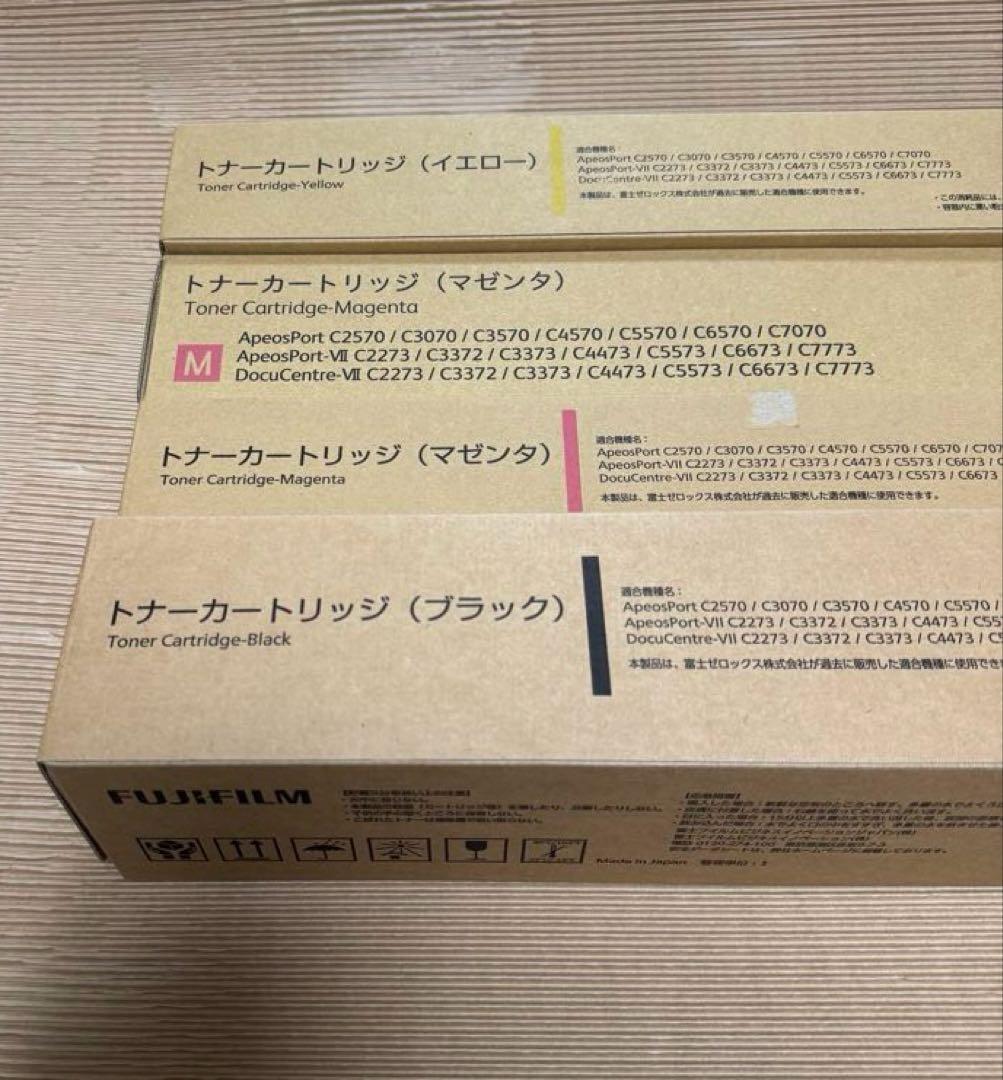 トナーカートリッジ（イエロー）
Toner Cartridge-Yellow
適合機種名：
ApeosPort C2570 / C3070 / C3570 / C4570 / C5570 / C6570 / C7070
ApeosPort-VII C2273 / C3372 / C3373 / C4473 / C5573 / C6673 / C7773
DocuCentre-VII C2273 / C3372 / C3373 / C4473 / C5573 / C6673 / C7773
本製品は、富士ゼロックス株式会社が過去に販売した適合機種に使用できます。
・この消耗品には、
トナーカートリッジ（マゼンタ）
Toner Cartridge-Magenta
M
ApeosPort C2570 / C3070 / C3570 / C4570 / C5570 / C6570 / C7070
ApeosPort-Ⅶ C2273 / C3372 / C3373 / C4473 / C5573 / C6673 / C7773
DocuCentre-Ⅶ C2273 / C3372 / C3373 / C4473 / C5573 / C6673 / C7773
トナーカートリッジ（マゼンタ）
Toner Cartridge-Magenta
適合機種名：
ApeosPort C2570 / C3070 / C3570 / C4570 / C5570 / C6570 / C707
ApeosPort-VII C2273 / C3372 / C3373 / C4473 / C5573 / C6673 / C
DocuCentre-VII C2273 / C3372 / C3373 / C4473 / C5573 / C6673
本製品は、富士ゼロックス株式会社が過去に販売した適合機種に使用できます。
トナーカートリッジ（ブラック）
Toner Cartridge-Black
適合機種名：
ApeosPort C2570 / C3070 / C3570 / C4570 / C5570 /
ApeosPort-VII C2273 / C3372 / C3373 / C4473 / C55
DocuCentre-VII C2273 / C3372 / C3373 / C4473 / C5
本製品は、富士ゼロックス株式会社が過去に販売した適合機種に使用でき
FUJIFILM
Made in Japan